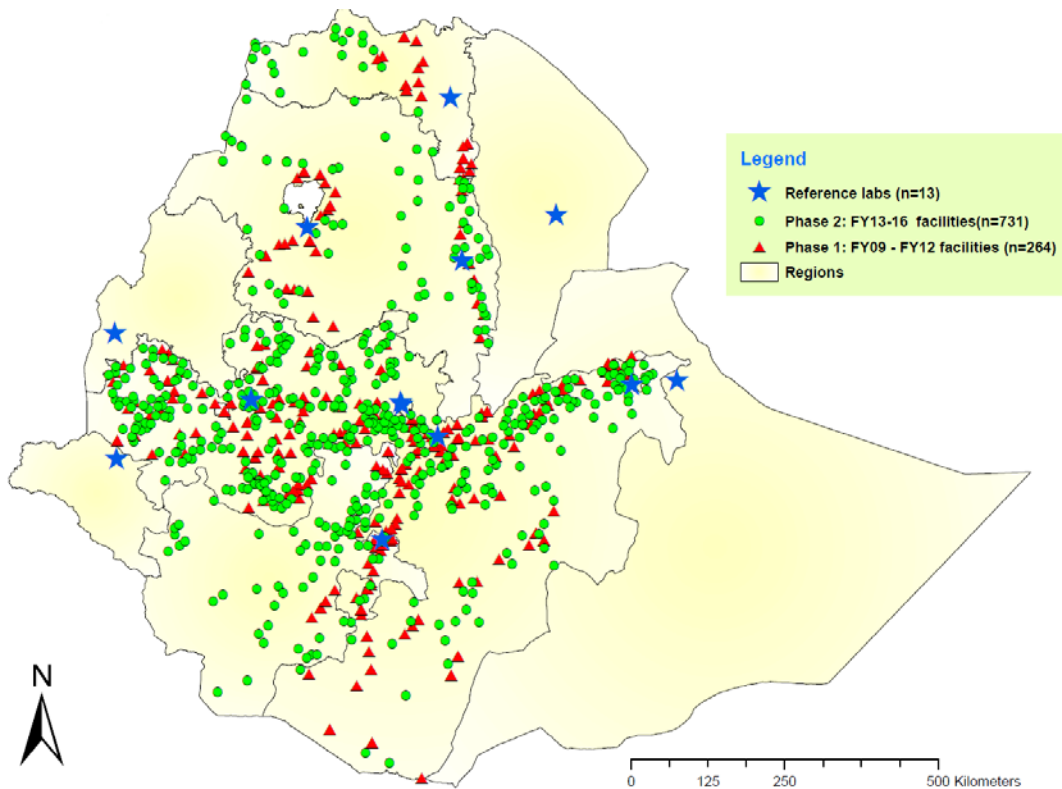 Legend
Reference labs (n=13)
Phase 2: FY13-16 facilities(n=731)
Phase 1: FY09 - FY12 facilities (n=264)
Regions
N
0 125 250 500 Kilometers